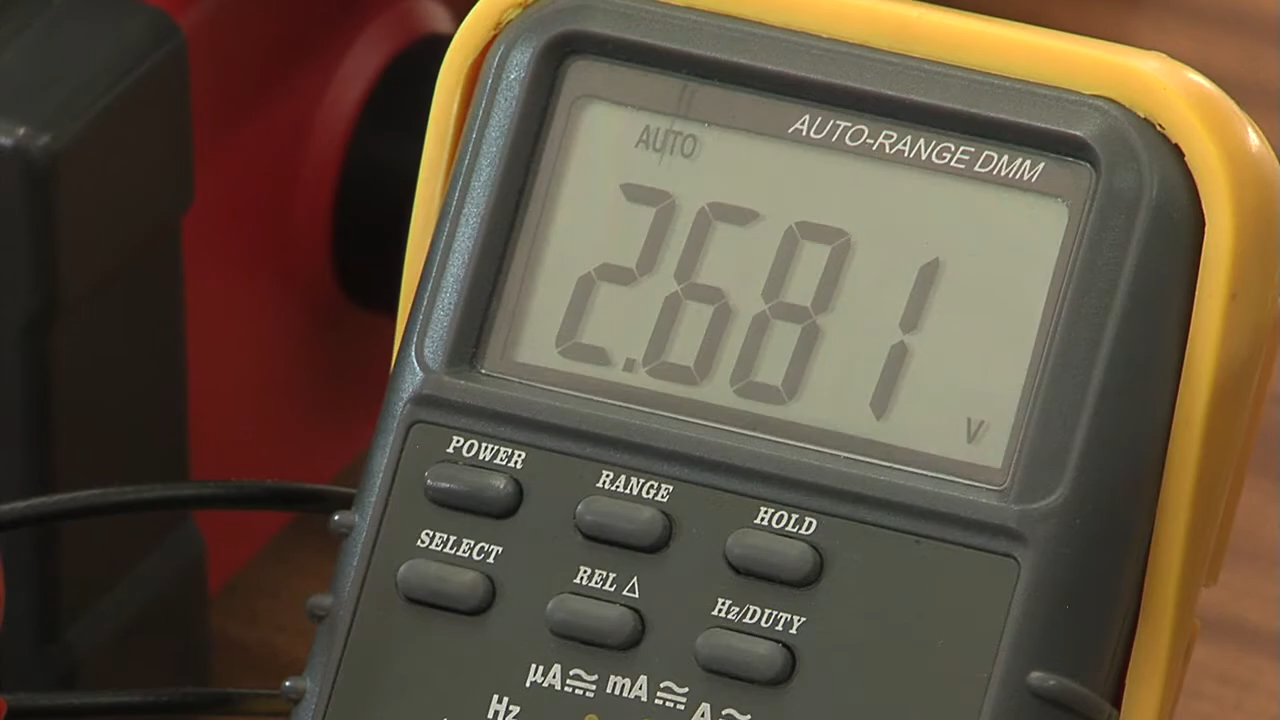 AUTO-RANGE DMM
AUTO
2.681
V
POWER
RANGE
HOLD
SELECT
REL △
Hz/DUTY
µA≂ mA≂
Hz